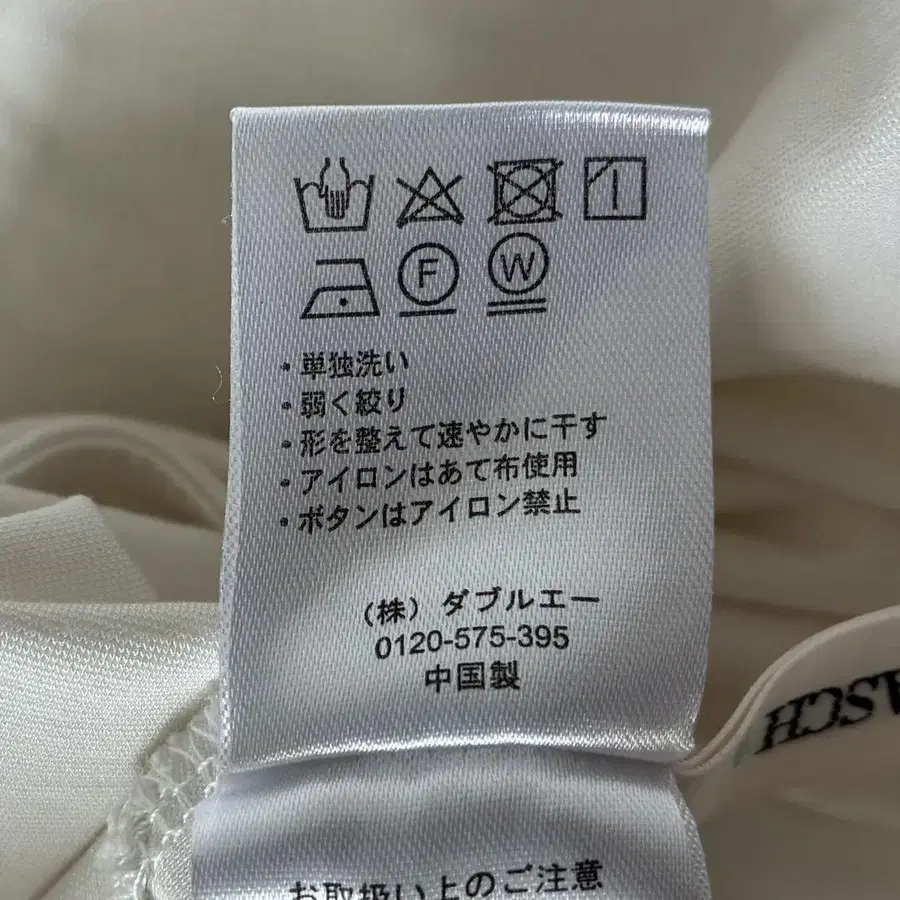 F W
・単独洗い
・弱く絞り
・形を整えて速やかに干す
・アイロンはあて布使用
・ボタンはアイロン禁止
(株) ダブルエー
0120-575-395
中国製
お取扱い上のご注意